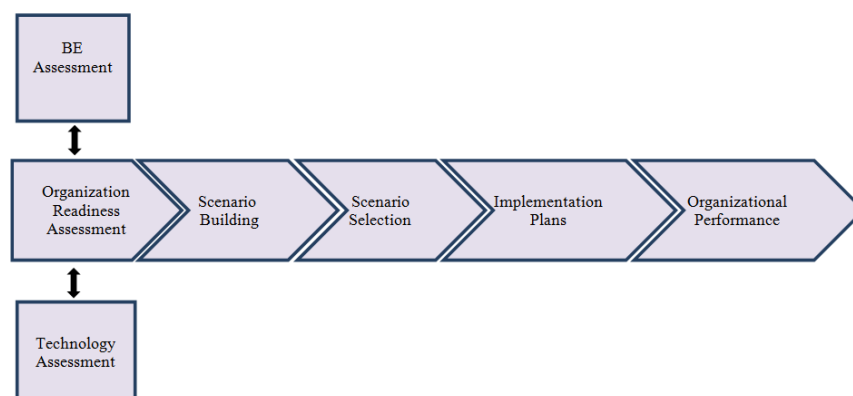 BE
Assessment
Organization
Readiness
Assessment
Scenario
Building
Scenario
Selection
Implementation
Plans
Organizational
Performance
Technology
Assessment